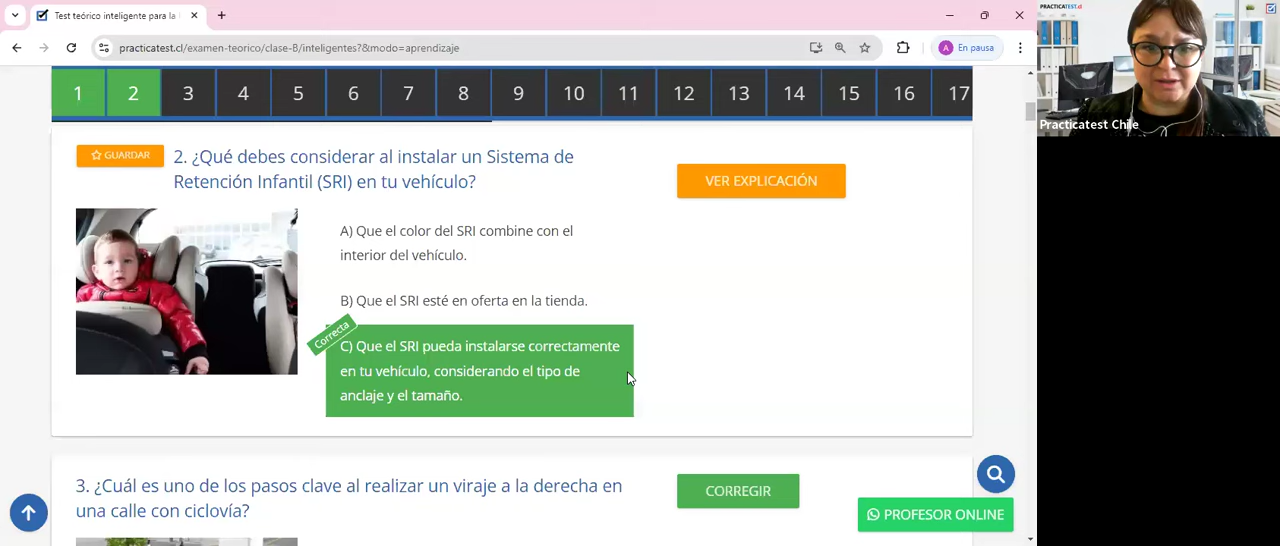 Test teórico inteligente para la
practicatest.cl/examen-teorico/clase-B/inteligentes?&modo=aprendizaje
A En pausa
1 2 3 4 5 6 7 8 9 10 11 12 13 14 15 16 17
GUARDAR
2. ¿Qué debes considerar al instalar un Sistema de
Retención Infantil (SRI) en tu vehículo?
VER EXPLICACIÓN
A) Que el color del SRI combine con el
interior del vehículo.
B) Que el SRI esté en oferta en la tienda.
Correcta
C) Que el SRI pueda instalarse correctamente
en tu vehículo, considerando el tipo de
anclaje y el tamaño.
3. ¿Cuál es uno de los pasos clave al realizar un viraje a la derecha en
una calle con ciclovía?
CORREGIR
PROFESOR ONLINE
PRACTICATEST.cl
Practicatest Chile